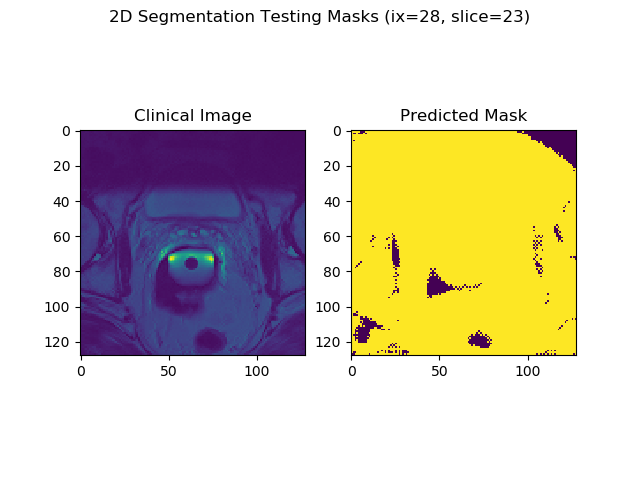 2D Segmentation Testing Masks (ix=28, slice=23)
Clinical Image Predicted Mask
0 0
20 20
40 40
60 60
80 80
100 100
120 120
0 50 100 0 50 100